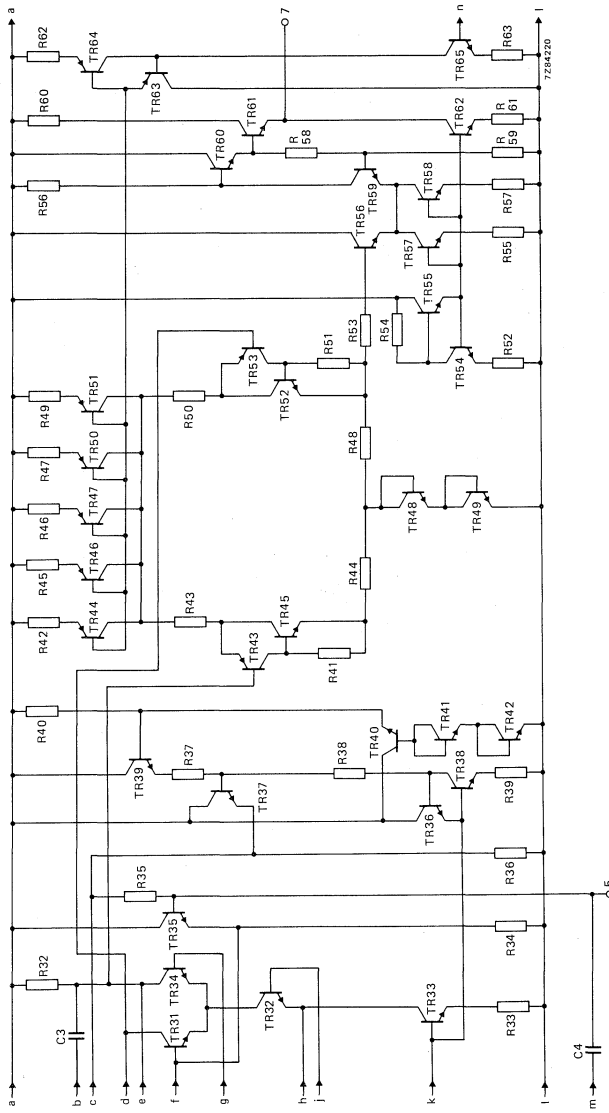 a
b
c
d
e
f
g
h
j
k
l
m
C3
R32
TR31
TR34
TR32
TR33
R33
C4
5
TR35
R34
R35
R36
TR37
R37
TR39
R38
TR36
TR38
R39
R40
TR40
TR41
TR42
TR43
R41
TR45
R43
R42
TR44
R45
TR46
R46
TR47
R47
TR50
R49
TR51
R44
TR48
TR49
R48
R50
TR53
TR52
R51
R53
R54
TR55
TR54
R52
TR56
TR57
R55
TR59
TR58
R57
R56
TR60
R
58
R
59
R60
TR61
TR62
R
61
R62
TR64
TR63
TR65
R63
a
7
n
l
7Z84220